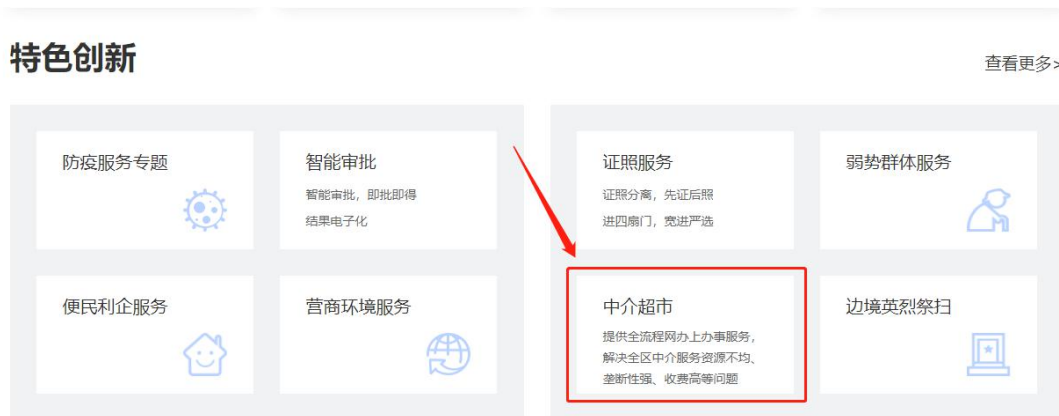 特色创新
查看更多>
防疫服务专题
智能审批
智能审批，即批即得
结果电子化
证照服务
证照分离，先证后照
进四扇门，宽进严选
弱势群体服务
便民利企服务
营商环境服务
中介超市
提供全流程网办上办事服务，
解决全区中介服务资源不均、
垄断性强、收费高等问题
边境英烈祭扫